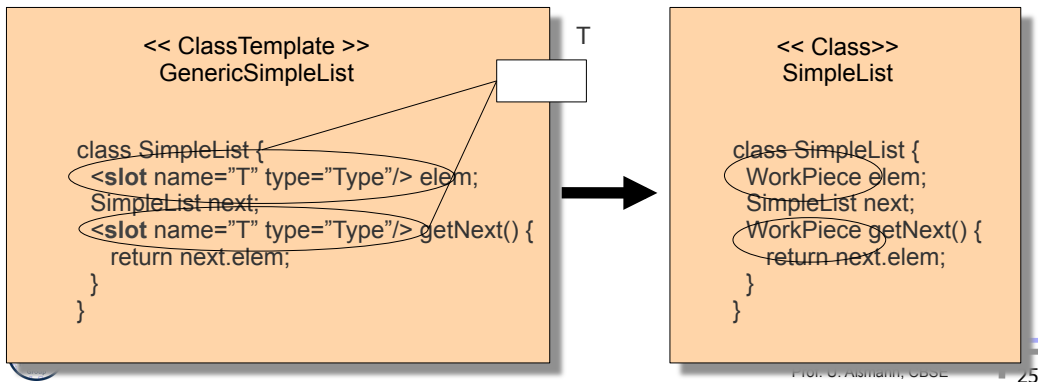 << ClassTemplate >>
GenericSimpleList
T
class SimpleList {
<slot name="T" type="Type"/> elem;
SimpleList next;
<slot name="T" type="Type"/> getNext() {
return next.elem;
}
}
<< Class>>
SimpleList
class SimpleList {
WorkPiece elem;
SimpleList next;
WorkPiece getNext() {
return next.elem;
}
}
Prof. U. Aßmann, CBSE
25